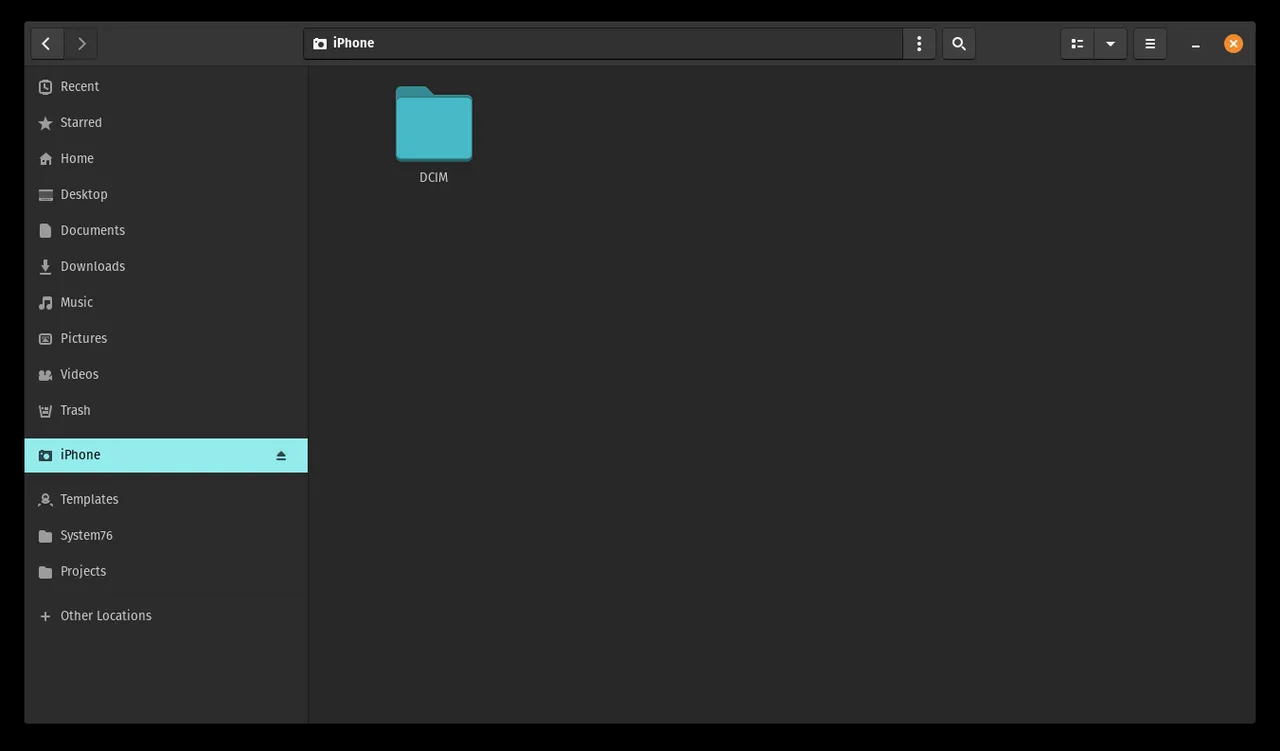 iPhone
Recent
Starred
Home
Desktop
Documents
Downloads
Music
Pictures
Videos
Trash
iPhone
Templates
System76
Projects
Other Locations
DCIM